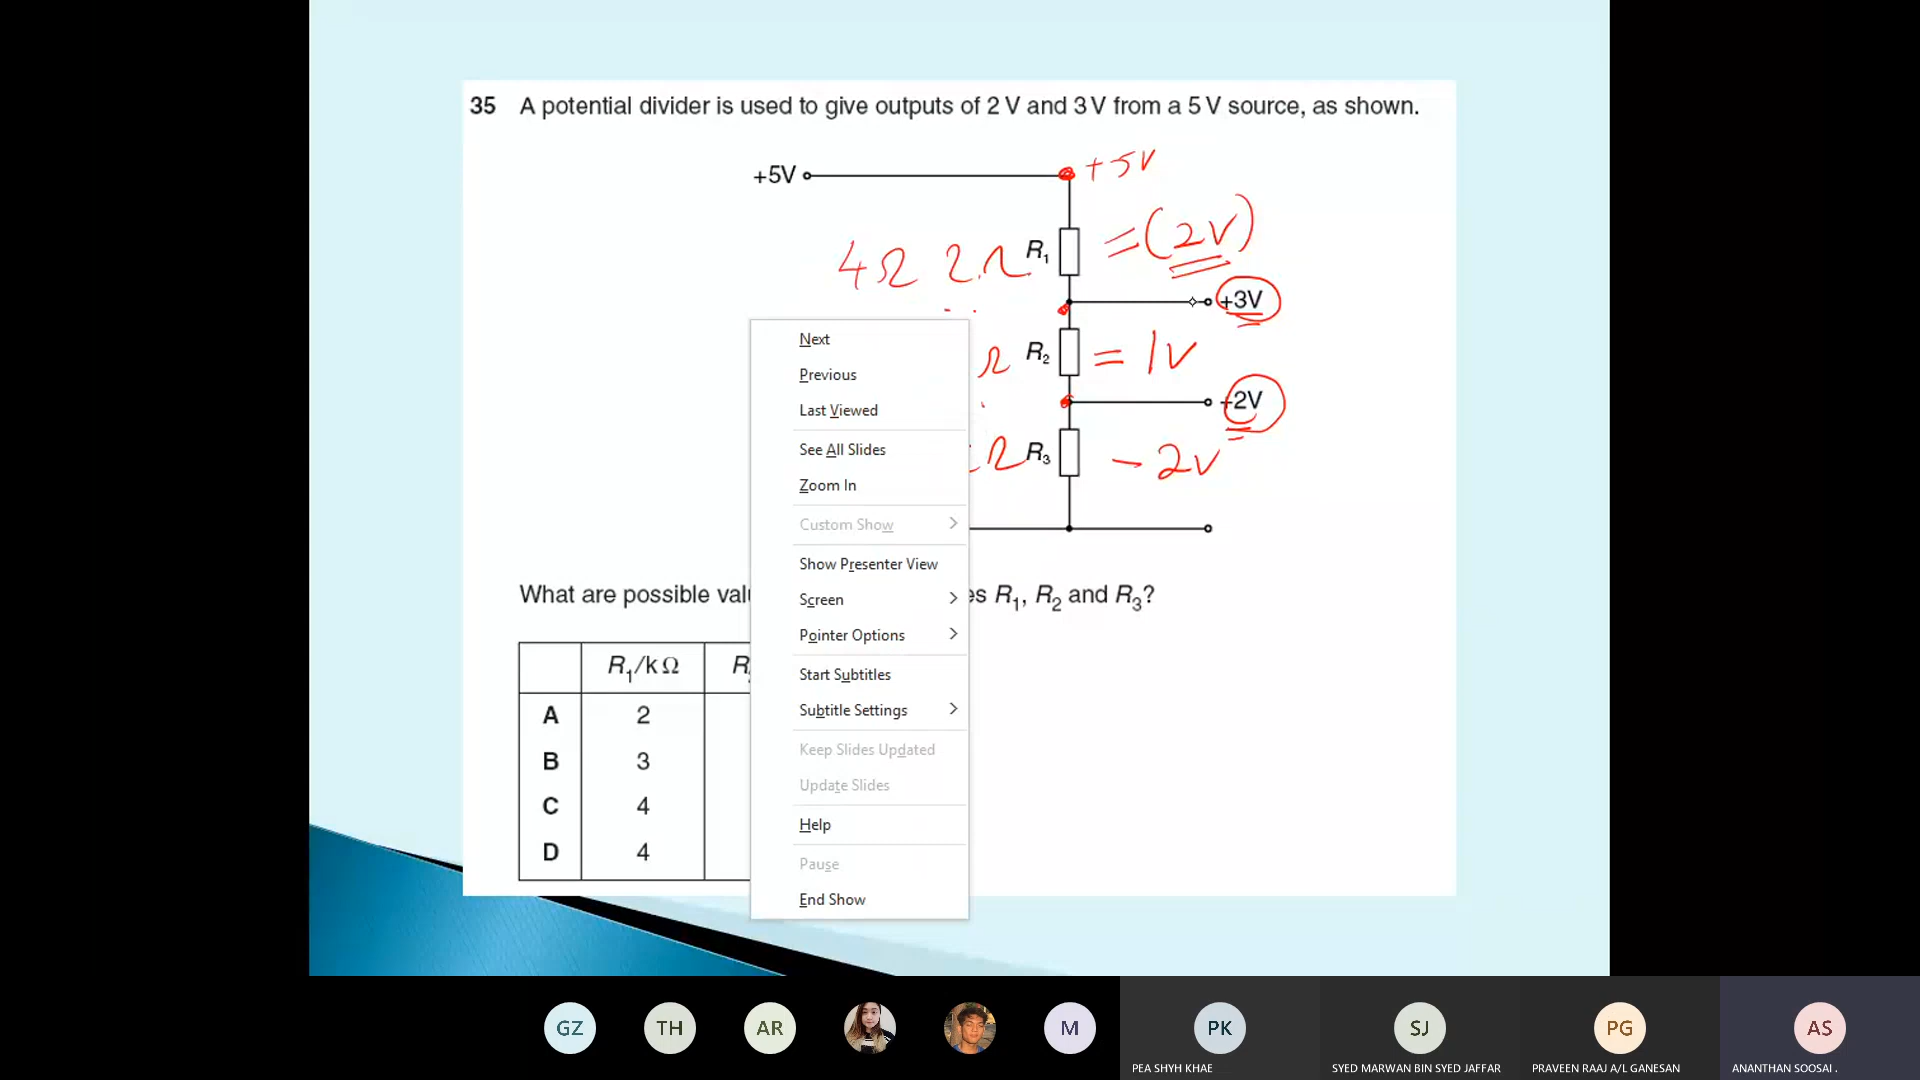 35 A potential divider is used to give outputs of 2 V and 3 V from a 5 V source, as shown.
+5V
+5V
4Ω 2Ω R1 =(2V)
+3V
Ω R2 = 1V
+2V
Ω R3 - 2V
What are possible val
es R1, R2 and R3?
R1/kΩ R
A 2
B 3
C 4
D 4
Next
Previous
Last Viewed
See All Slides
Zoom In
Custom Show
Show Presenter View
Screen
Pointer Options
Start Subtitles
Subtitle Settings
Keep Slides Updated
Update Slides
Help
Pause
End Show
GZ TH AR M PK SJ PG AS
PEA SHYH KHAE SYED MARWAN BIN SYED JAFFAR PRAVEEN RAAJ A/L GANESAN ANANTHAN SOOSAI .